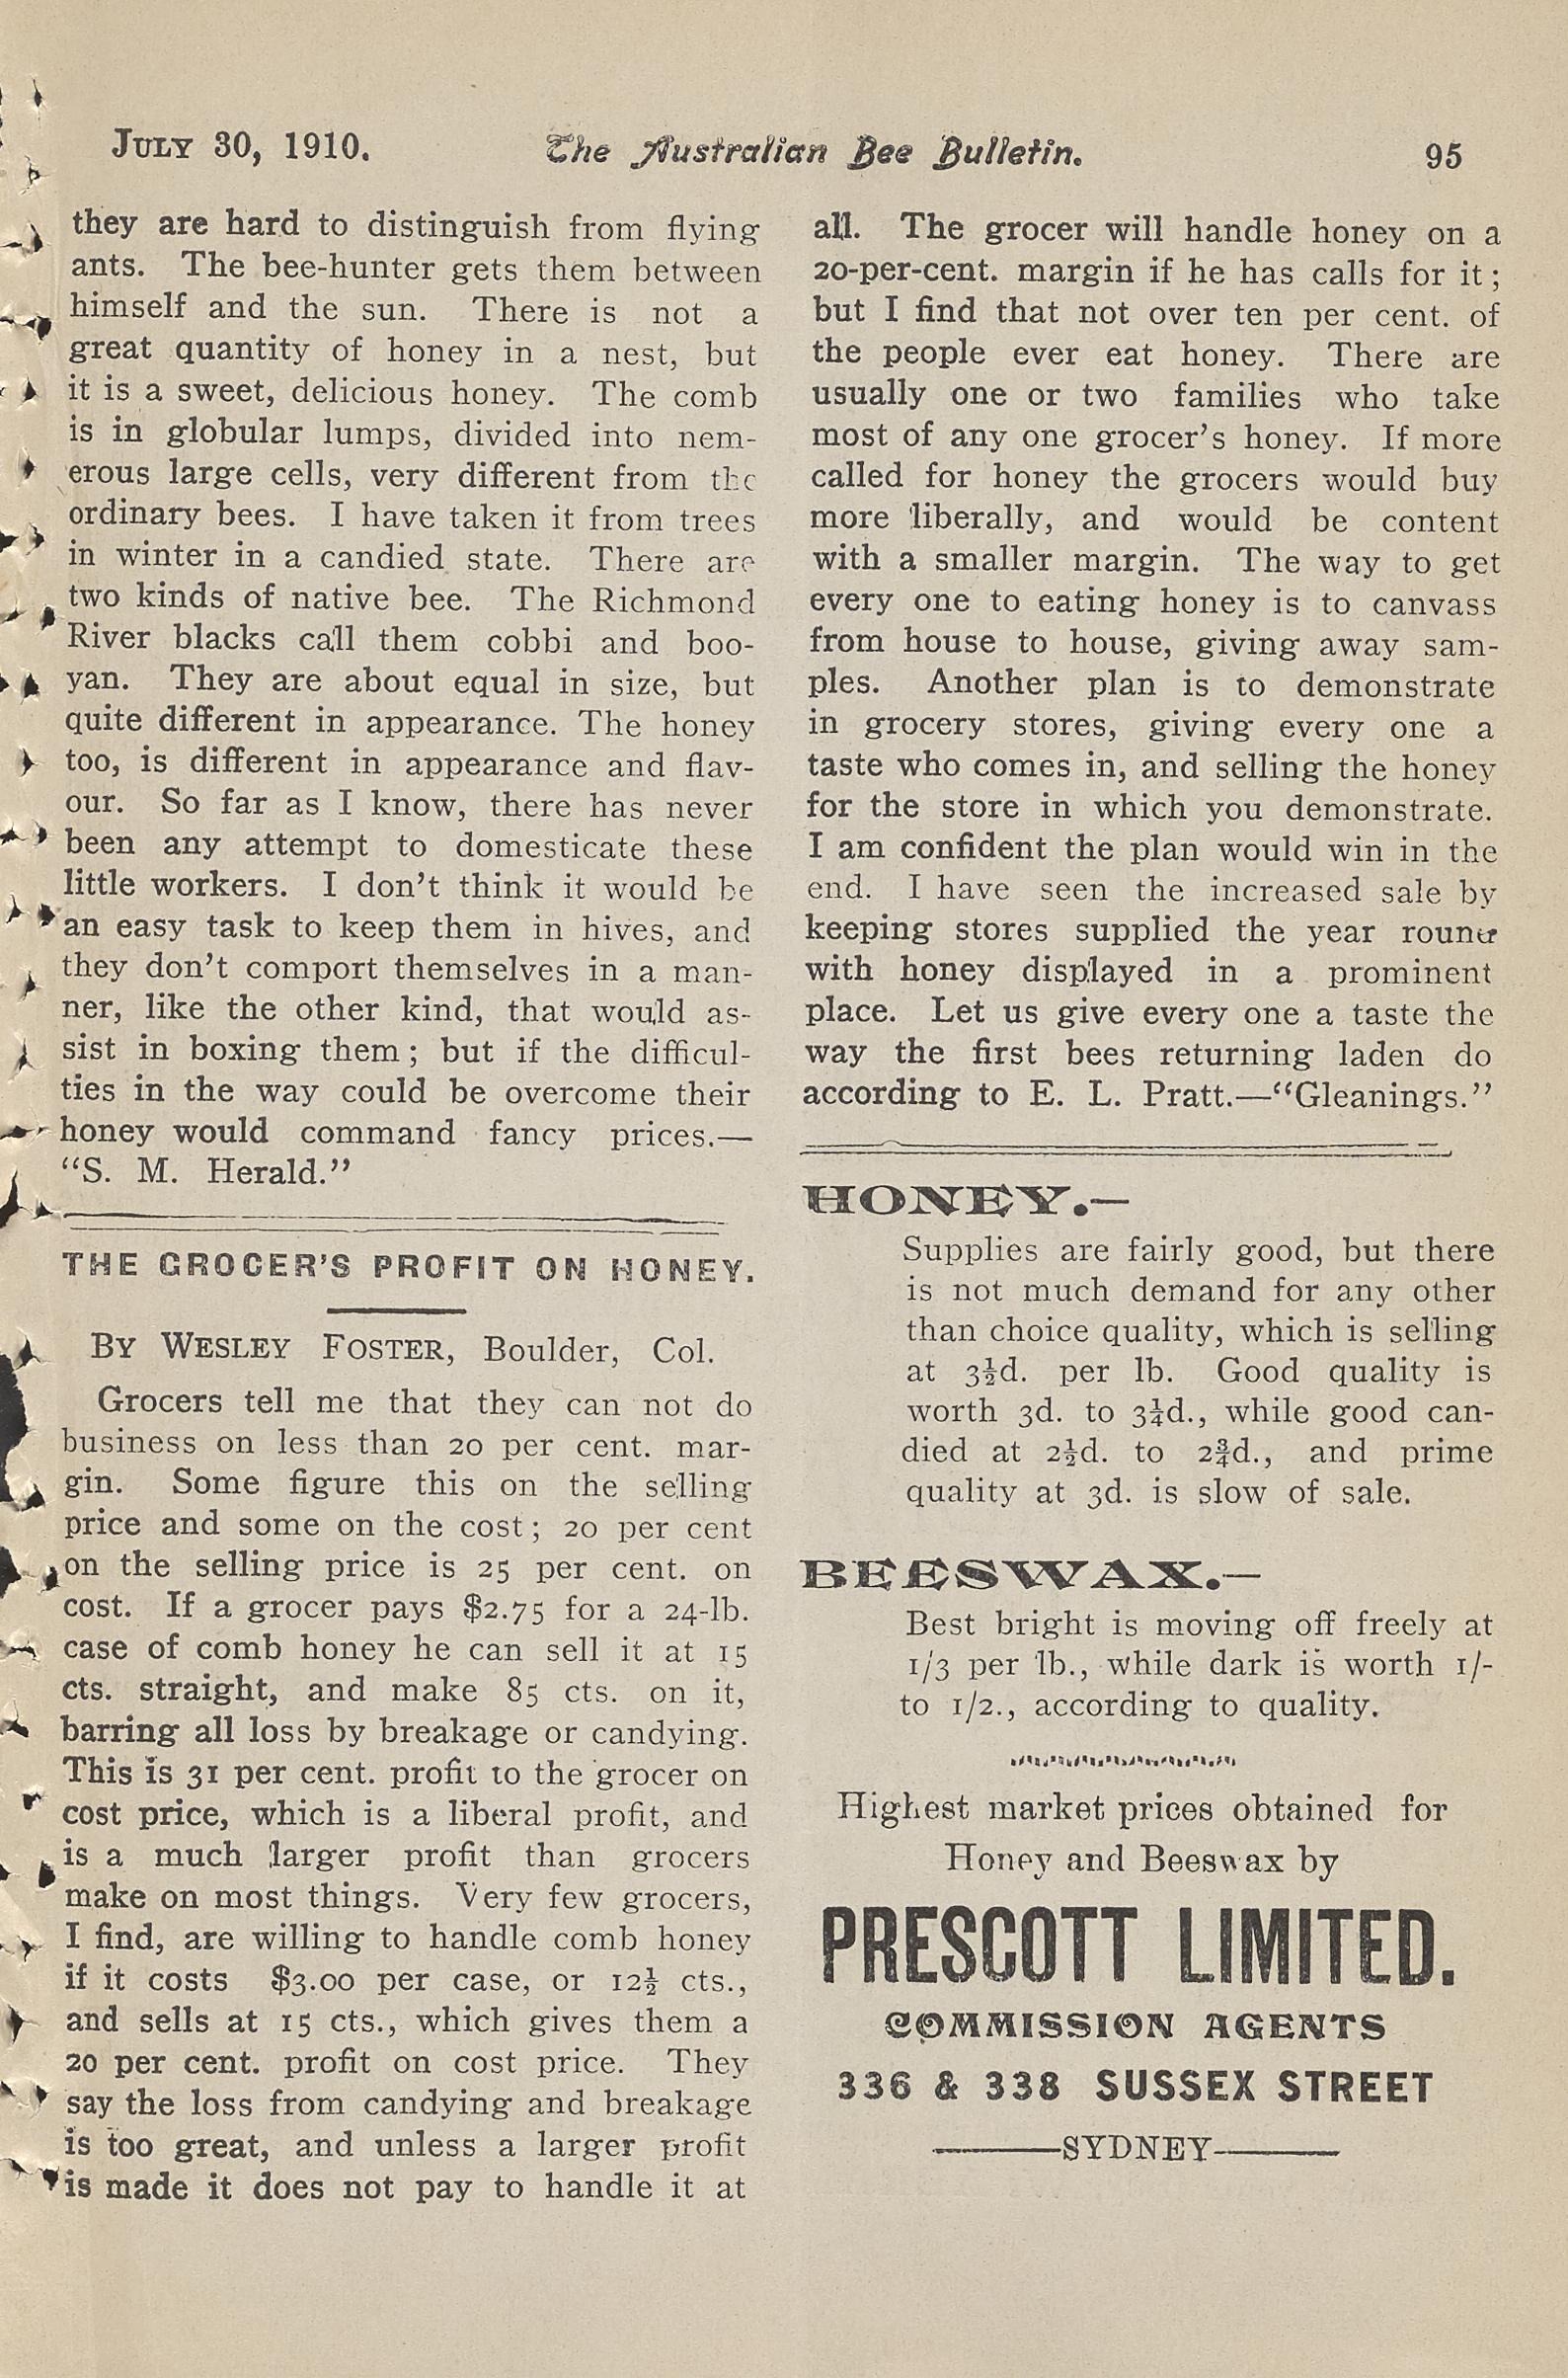 JULY 30, 1910. The Australian Bee Bulletin. 95
they are hard to distinguish from flying
ants. The bee-hunter gets them between
himself and the sun. There is not a
great quantity of honey in a nest, but
it is a sweet, delicious honey. The comb
is in globular lumps, divided into nem-
erous large cells, very different from the
ordinary bees. I have taken it from trees
in winter in a candied state. There are
two kinds of native bee. The Richmond
River blacks call them cobbi and boo-
yan. They are about equal in size, but
quite different in appearance. The honey
too, is different in appearance and flav-
our. So far as I know, there has never
been any attempt to domesticate these
little workers. I don't think it would be
an easy task to keep them in hives, and
they don't comport themselves in a man-
ner, like the other kind, that would as-
sist in boxing them; but if the difficul-
ties in the way could be overcome their
honey would command fancy prices.—
"S. M. Herald."
THE GROCER'S PROFIT ON HONEY.
BY WESLEY FOSTER, Boulder, Col.
Grocers tell me that they can not do
business on less than 20 per cent. mar-
gin. Some figure this on the selling
price and some on the cost; 20 per cent
on the selling price is 25 per cent. on
cost. If a grocer pays $2.75 for a 24-lb.
case of comb honey he can sell it at 15
cts. straight, and make 85 cts. on it,
barring all loss by breakage or candying.
This is 31 per cent. profit to the grocer on
cost price, which is a liberal profit, and
is a much larger profit than grocers
make on most things. Very few grocers,
I find, are willing to handle comb honey
if it costs $3.00 per case, or 12½ cts.,
and sells at 15 cts., which gives them a
20 per cent. profit on cost price. They
say the loss from candying and breakage
is too great, and unless a larger profit
is made it does not pay to handle it at
all. The grocer will handle honey on a
20-per-cent. margin if he has calls for it;
but I find that not over ten per cent. of
the people ever eat honey. There are
usually one or two families who take
most of any one grocer's honey. If more
called for honey the grocers would buy
more liberally, and would be content
with a smaller margin. The way to get
every one to eating honey is to canvass
from house to house, giving away sam-
ples. Another plan is to demonstrate
in grocery stores, giving every one a
taste who comes in, and selling the honey
for the store in which you demonstrate.
I am confident the plan would win in the
end. I have seen the increased sale by
keeping stores supplied the year round
with honey displayed in a prominent
place. Let us give every one a taste the
way the first bees returning laden do
according to E. L. Pratt.—"Gleanings."
HONEY.—
Supplies are fairly good, but there
is not much demand for any other
than choice quality, which is selling
at 3½d. per lb. Good quality is
worth 3d. to 3¼d., while good can-
died at 2½d. to 2¾d., and prime
quality at 3d. is slow of sale.
BEESWAX.—
Best bright is moving off freely at
1/3 per lb., while dark is worth 1/-
to 1/2., according to quality.
Highest market prices obtained for
Honey and Beeswax by
PRESCOTT LIMITED.
COMMISSION AGENTS
336 & 338 SUSSEX STREET
——SYDNEY——